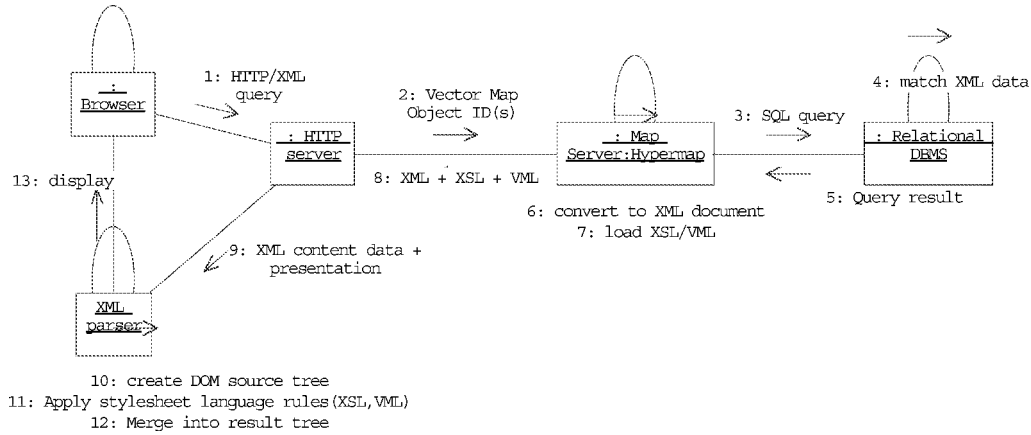 :
Browser
1: HTTP/XML
query
2: Vector Map
Object ID(s)
: HTTP
server
8: XML + XSL + VML
: Map
Server:Hypermap
3: SQL query
4: match XML data
: Relational
DBMS
5: Query result
6: convert to XML document
7: load XSL/VML
13: display
9: XML content data +
presentation
XML
parser
10: create DOM source tree
11: Apply stylesheet language rules(XSL,VML)
12: Merge into result tree